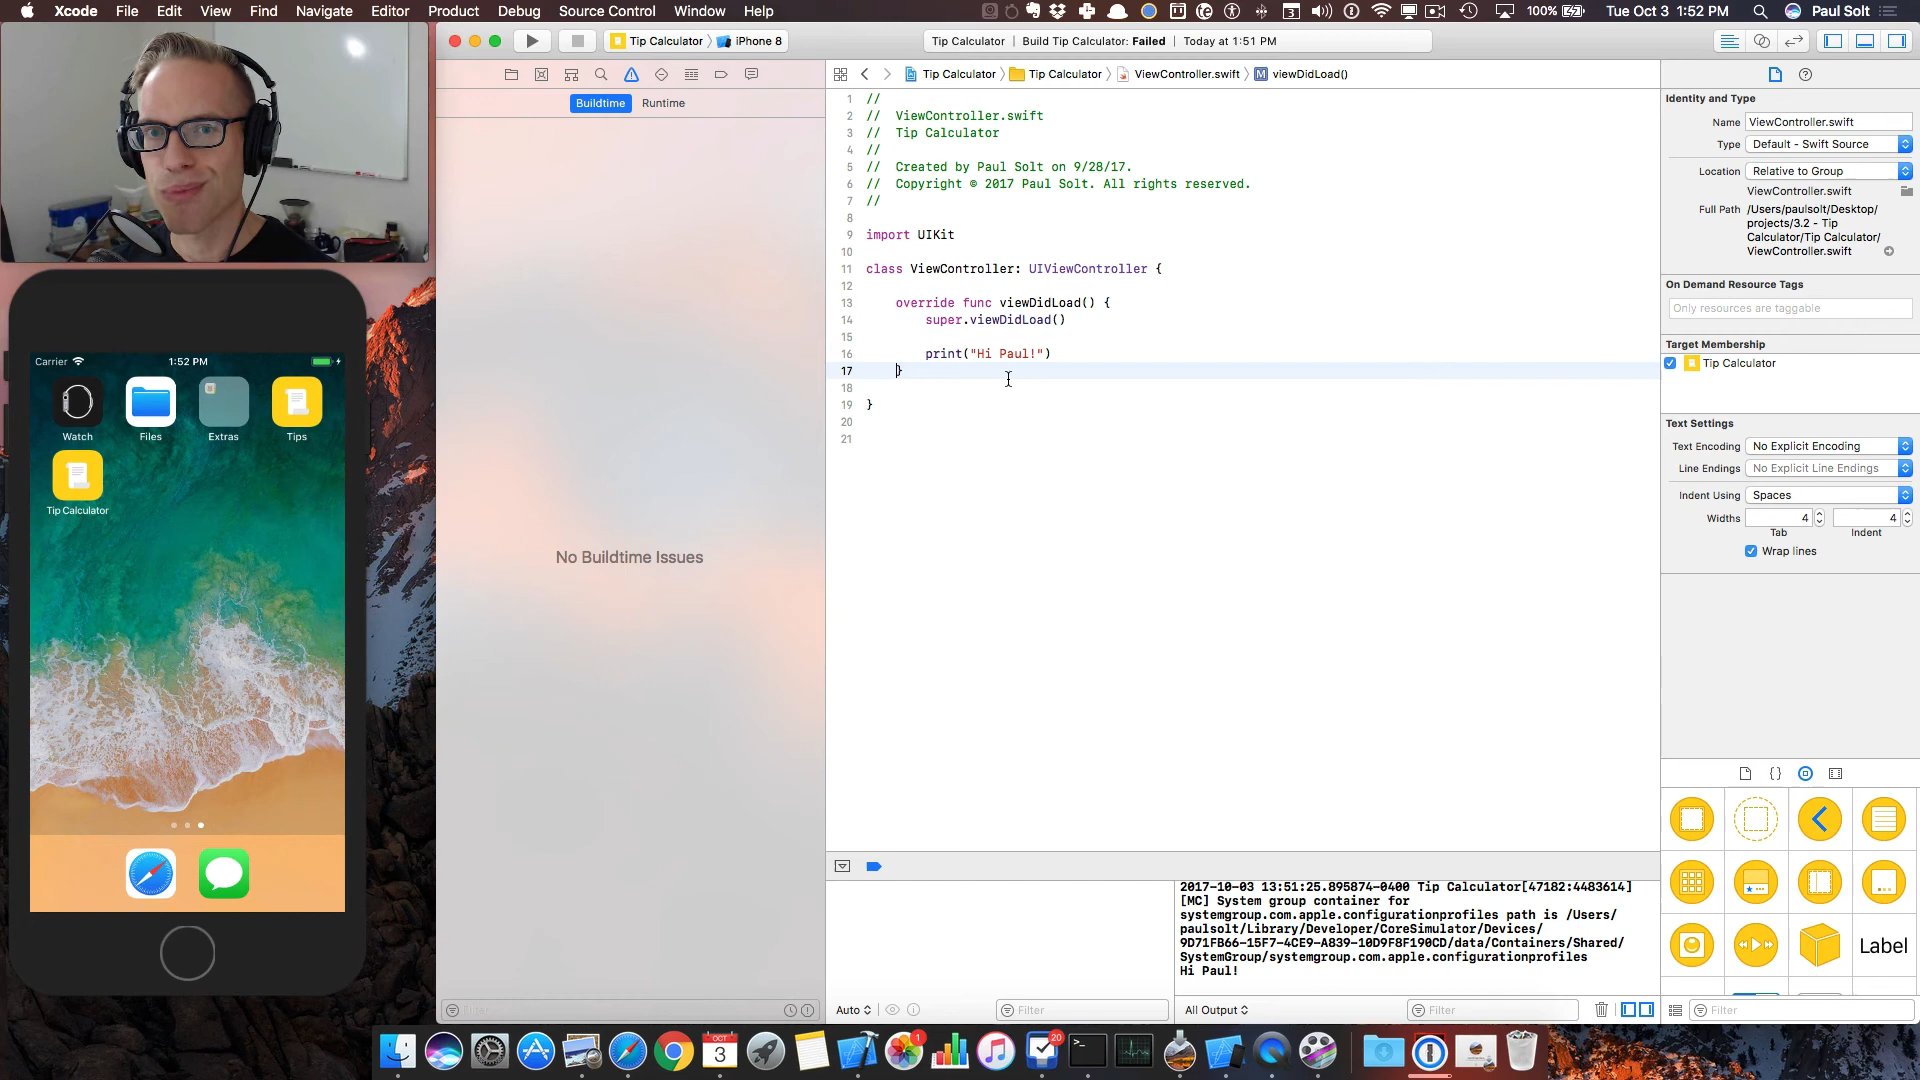 Xcode File Edit View Find Navigate Editor Product Debug Source Control Window Help
100% Tue Oct 3 1:52 PM Paul Solt
Tip Calculator iPhone 8
Tip Calculator | Build Tip Calculator: Failed | Today at 1:51 PM
Tip Calculator Tip Calculator ViewController.swift viewDidLoad()
Buildtime Runtime
No Buildtime Issues
1 //
2 // ViewController.swift
3 // Tip Calculator
4 //
5 // Created by Paul Solt on 9/28/17.
6 // Copyright © 2017 Paul Solt. All rights reserved.
7 //
8
9 import UIKit
10
11 class ViewController: UIViewController {
12
13 override func viewDidLoad() {
14 super.viewDidLoad()
15
16 print("Hi Paul!")
17 }
18
19 }
20
21
Identity and Type
Name ViewController.swift
Type Default - Swift Source
Location Relative to Group
ViewController.swift
Full Path /Users/paulsolt/Desktop/
projects/3.2 - Tip
Calculator/Tip Calculator/
ViewController.swift
On Demand Resource Tags
Only resources are taggable
Target Membership
Tip Calculator
Text Settings
Text Encoding No Explicit Encoding
Line Endings No Explicit Line Endings
Indent Using Spaces
Widths 4 4
Tab Indent
Wrap lines
Label
Carrier 1:52 PM
Watch Files Extras Tips
Tip Calculator
2017-10-03 13:51:25.895874-0400 Tip Calculator[47182:4483614]
[MC] System group container for
systemgroup.com.apple.configurationprofiles path is /Users/
paulsolt/Library/Developer/CoreSimulator/Devices/
9D71FB66-15F7-4CE9-A839-10D9F8F190CD/data/Containers/Shared/
SystemGroup/systemgroup.com.apple.configurationprofiles
Hi Paul!
Filter Auto Filter All Output Filter Filter
OCT
3
1
20